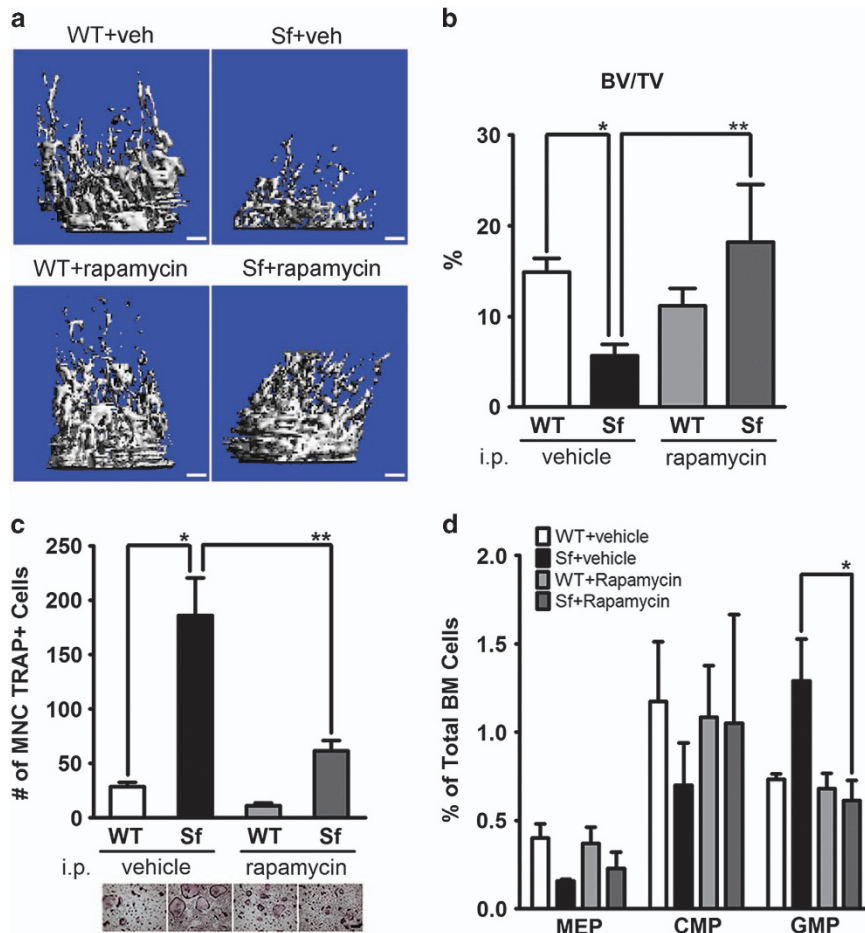 a
WT+veh
Sf+veh
WT+rapamycin
Sf+rapamycin
b
BV/TV
*
**
30
20
10
0
%
WT
Sf
WT
Sf
i.p.
vehicle
rapamycin
c
*
**
250
200
150
100
50
0
# of MNC TRAP+ Cells
WT
Sf
WT
Sf
i.p.
vehicle
rapamycin
d
WT+vehicle
Sf+vehicle
WT+Rapamycin
Sf+Rapamycin
*
2.0
1.5
1.0
0.5
0.0
% of Total BM Cells
MEP
CMP
GMP